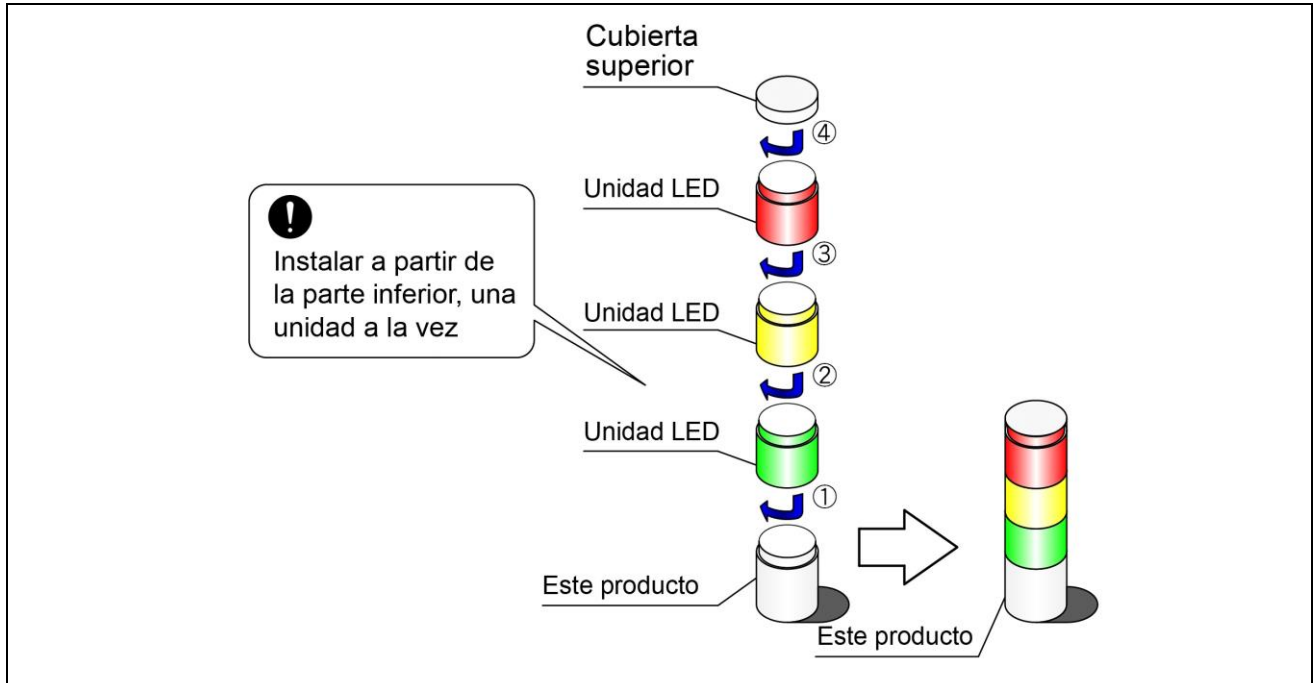 Cubierta
superior
④
Unidad LED
③
Instalar a partir de
la parte inferior, una
unidad a la vez
Unidad LED
②
Unidad LED
①
Este producto
Este producto